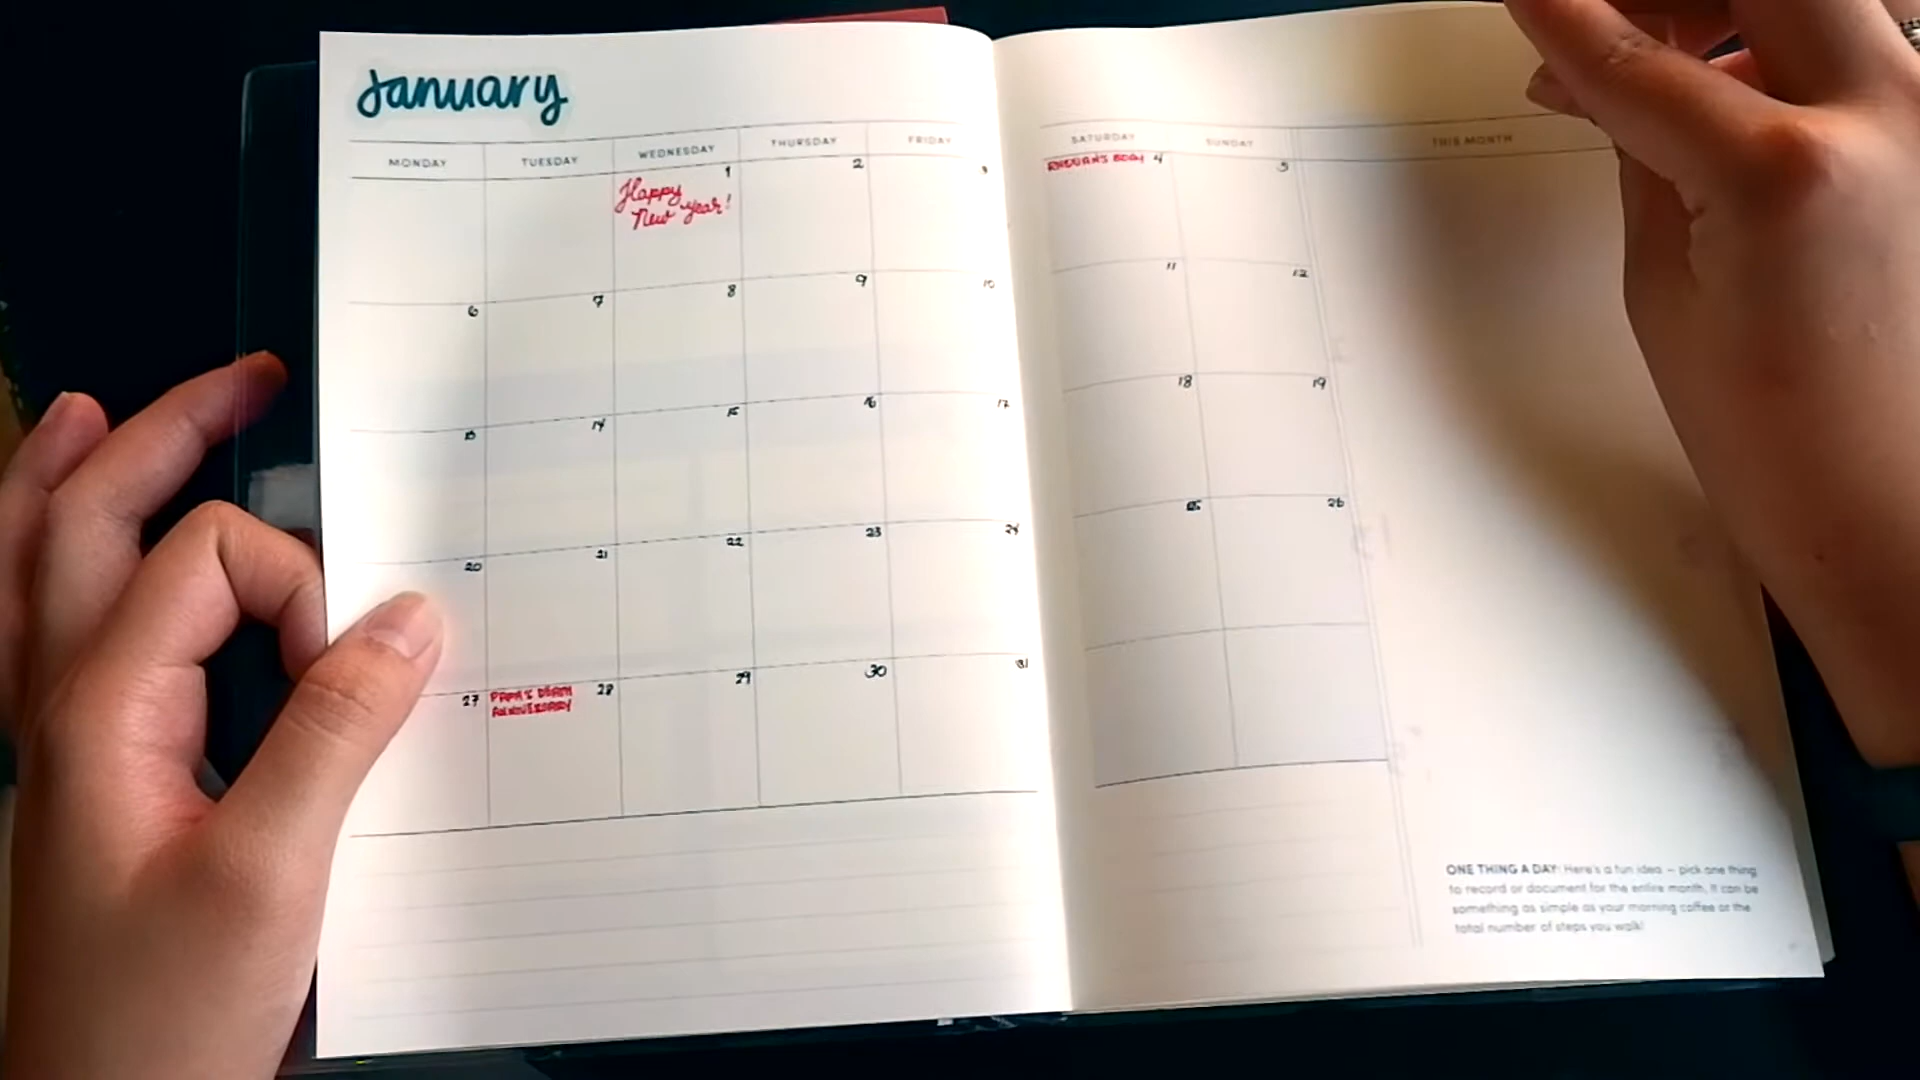 January
MONDAY TUESDAY WEDNESDAY THURSDAY FRIDAY SATURDAY SUNDAY THIS MONTH
1 2 3 4 5
Happy
New year!
BDAY
6 7 8 9 10 11 12
13 14 15 16 17 18 19
20 21 22 23 24 25 26
27 28 29 30 31
PAPA'S DEATH
ANNIVERSARY
ONE THING A DAY: Here's a fun idea — pick one thing
to record or document for the entire month. It can be
something as simple as your morning coffee or the
total number of steps you walk!